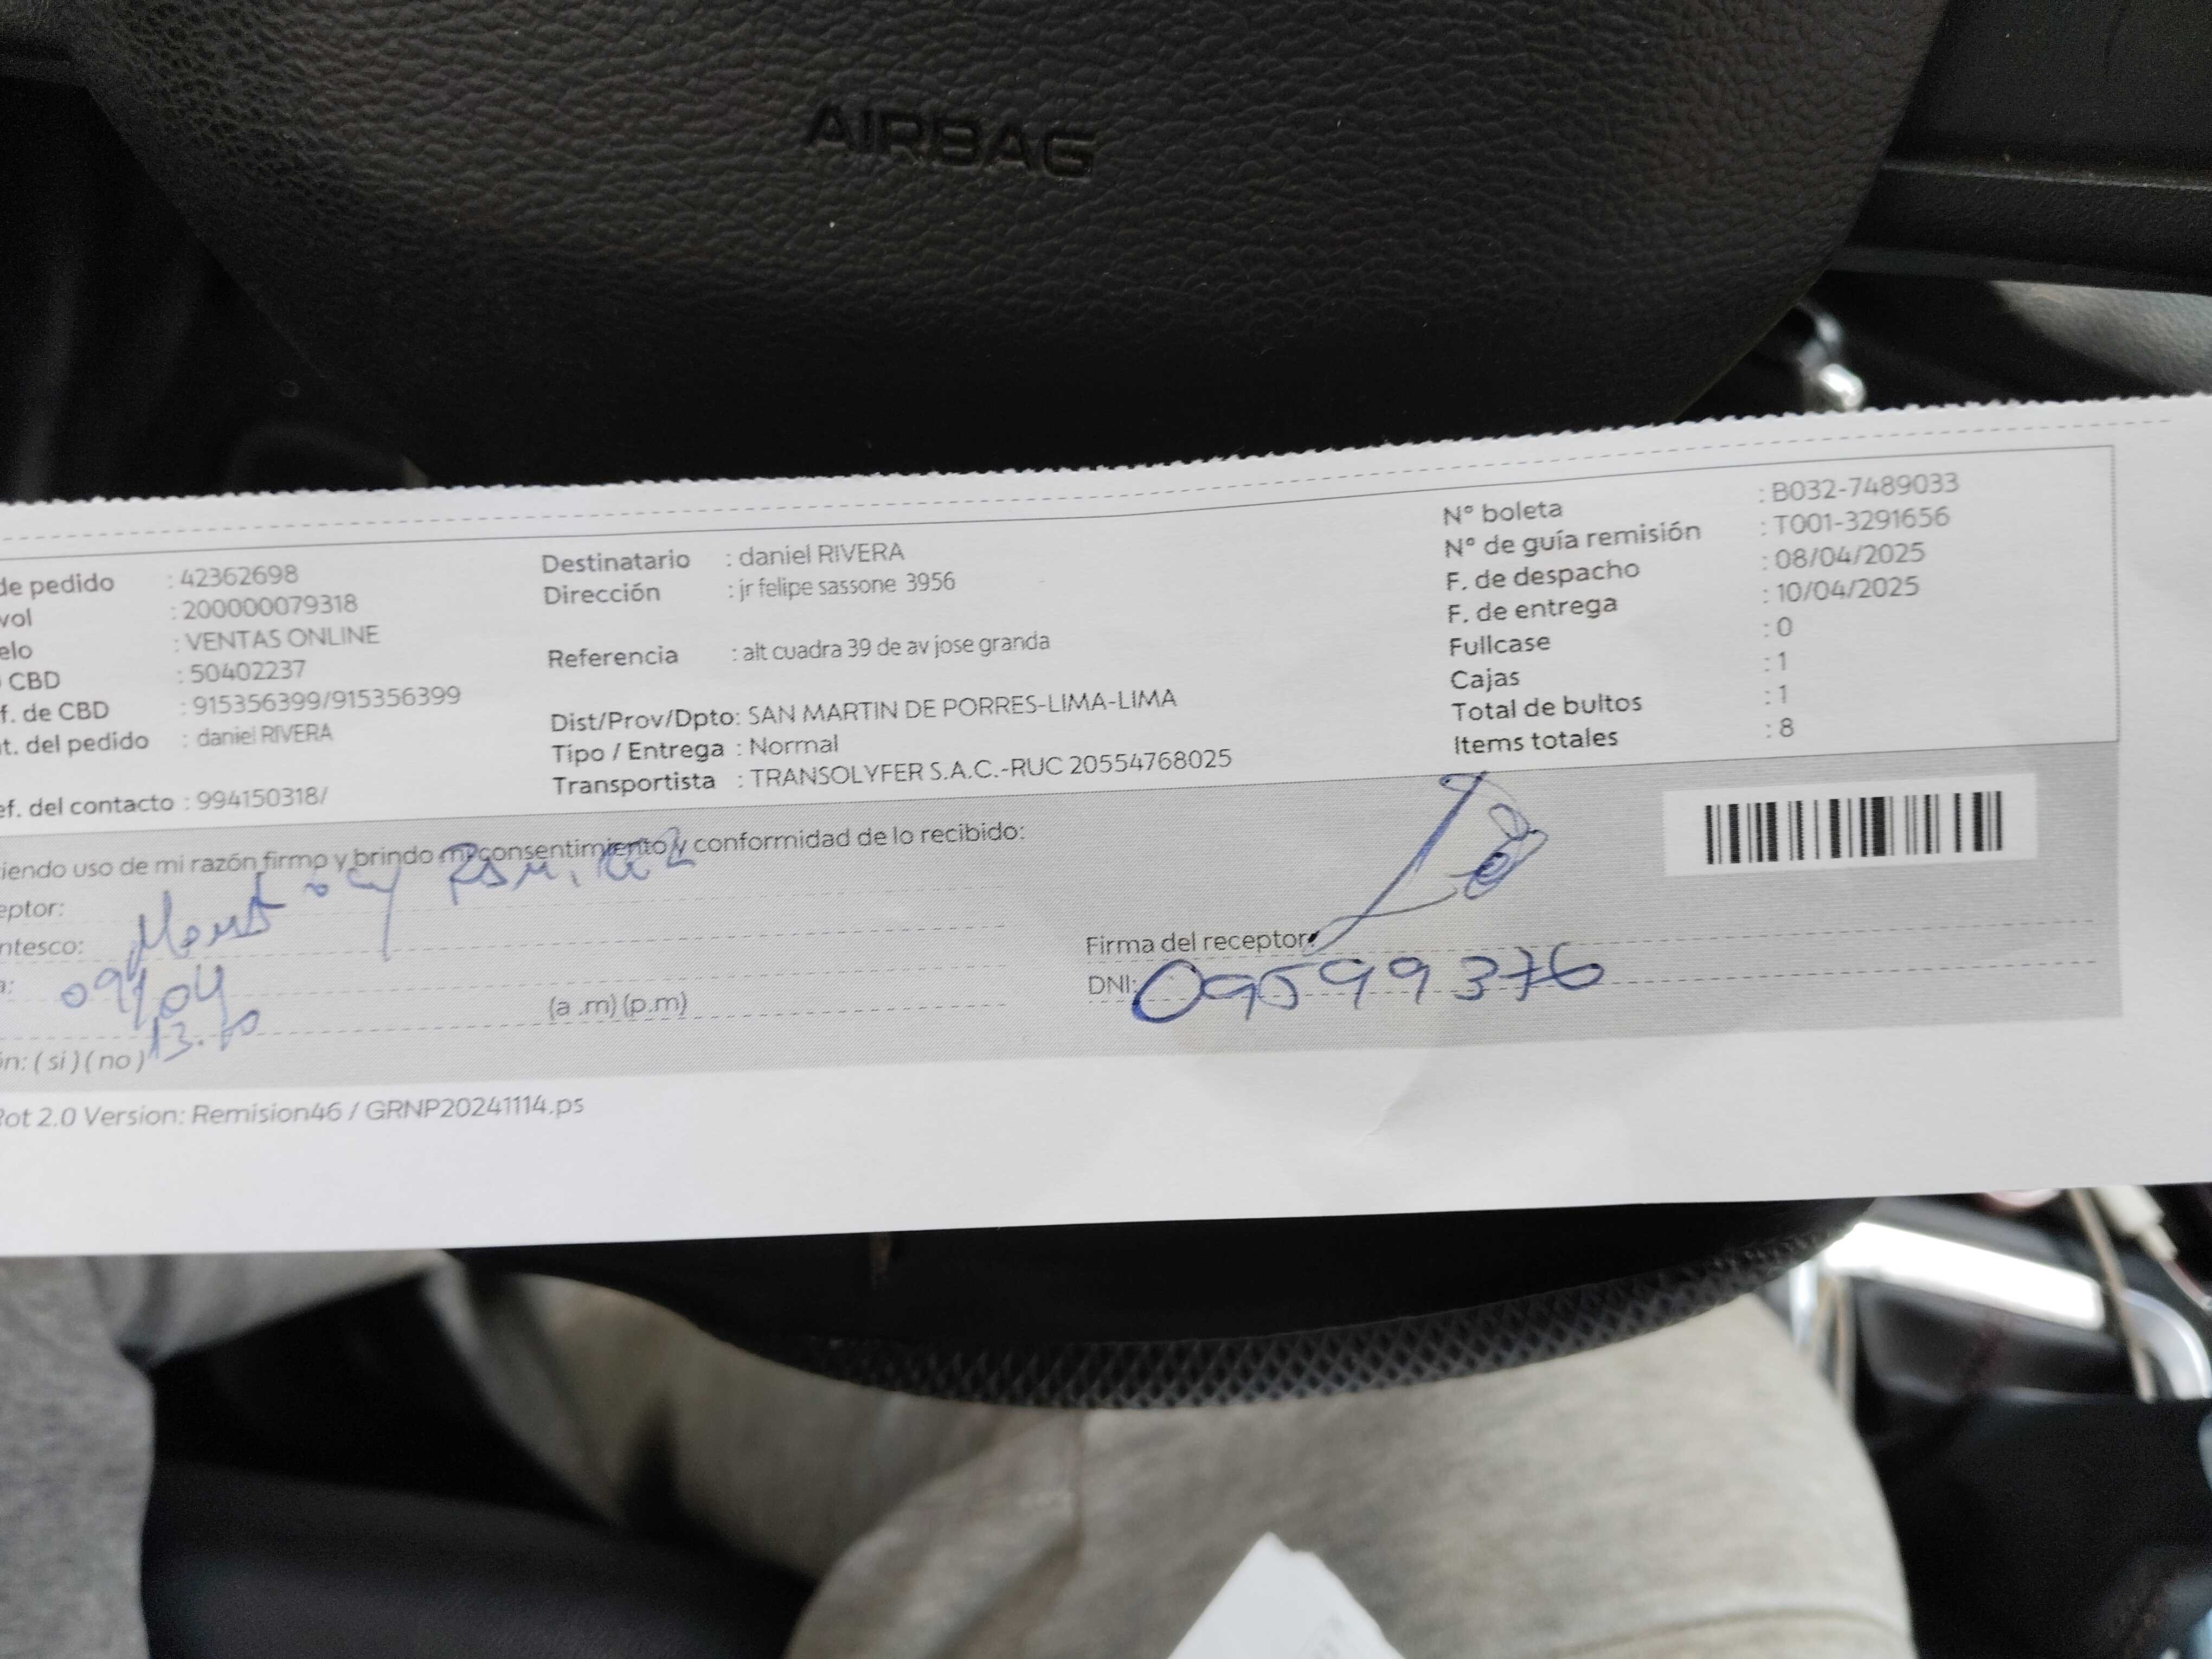 AIRBAG
de pedido : 42362698
vol : 200000079318
elo : VENTAS ONLINE
CBD : 50402237
f. de CBD : 915356399/915356399
t. del pedido : daniel RIVERA
ef. del contacto : 994150318/
Destinatario : daniel RIVERA
Dirección : jr felipe sassone 3956
Referencia : alt cuadra 39 de av jose granda
Dist/Prov/Dpto: SAN MARTIN DE PORRES-LIMA-LIMA
Tipo / Entrega : Normal
Transportista : TRANSOLYFER S.A.C.-RUC 20554768025
N° boleta : B032-7489033
N° de guía remisión : T001-3291656
F. de despacho : 08/04/2025
F. de entrega : 10/04/2025
Fullcase : 0
Cajas : 1
Total de bultos : 1
Items totales : 8
iendo uso de mi razón firmo y brindo mi consentimiento y conformidad de lo recibido:
eptor:
ntesco:
a: 09/04
(a .m) (p.m)
ón: ( si ) ( no )
Firma del receptor:
DNI: 09599376
Rot 2.0 Version: Remision46 / GRNP20241114.ps